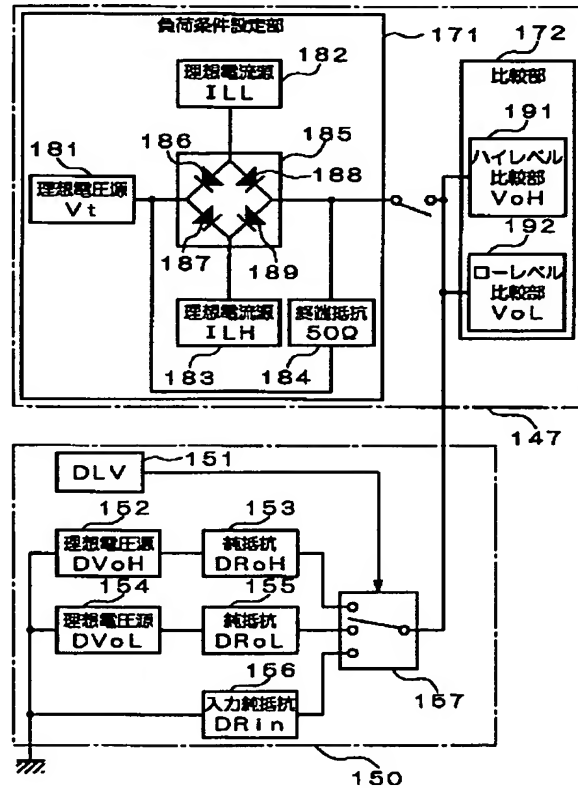 負荷条件設定部
171
172
182
理想電流源
ILL
比較部
191
ハイレベル
比較部
VoH
181
理想電圧源
Vt
186
185
188
187
189
192
ローレベル
比較部
VoL
理想電流源
ILH
183
終端抵抗
50Ω
184
147
151
DLV
152
理想電圧源
DVoH
153
純抵抗
DRoH
154
理想電圧源
DVoL
155
純抵抗
DRoL
156
入力純抵抗
DRin
157
150